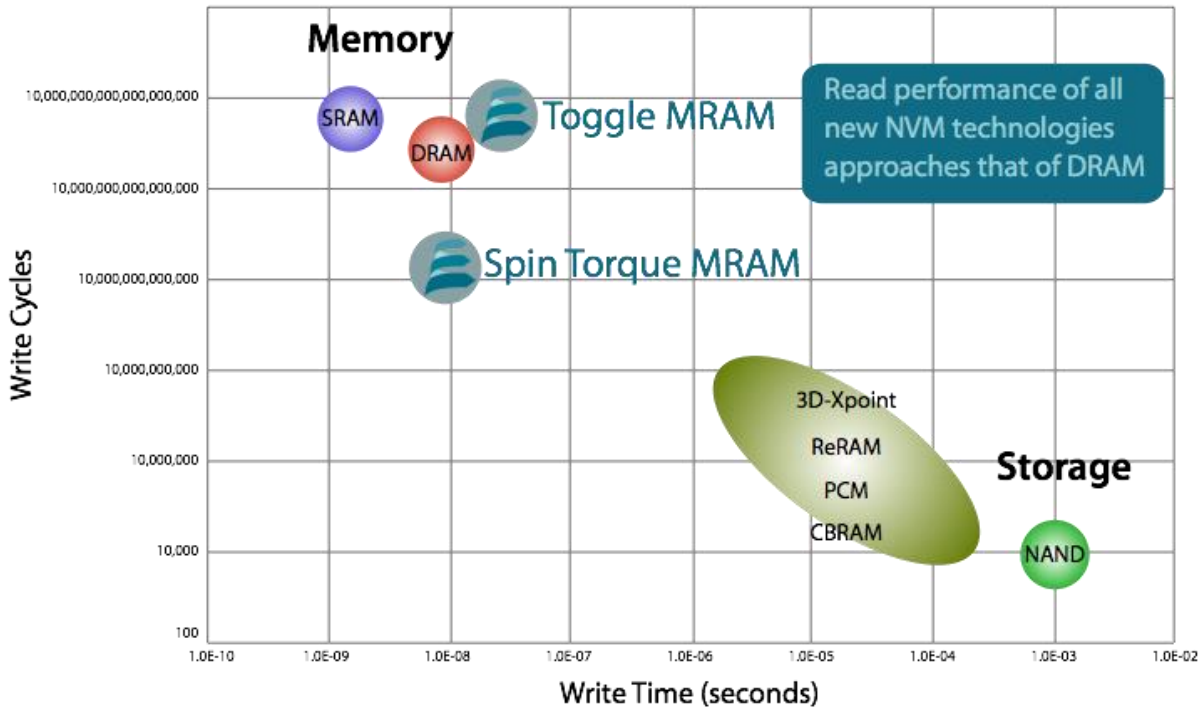 Memory
10,000,000,000,000,000,000
SRAM
Toggle MRAM
DRAM
Read performance of all
new NVM technologies
approaches that of DRAM
10,000,000,000,000,000
Spin Torque MRAM
10,000,000,000,000
Write Cycles
10,000,000,000
3D-Xpoint
ReRAM
10,000,000
Storage
PCM
CBRAM
10,000
NAND
100
1.0E-10
1.0E-09
1.0E-08
1.0E-07
1.0E-06
1.0E-05
1.0E-04
1.0E-03
1.0E-02
Write Time (seconds)